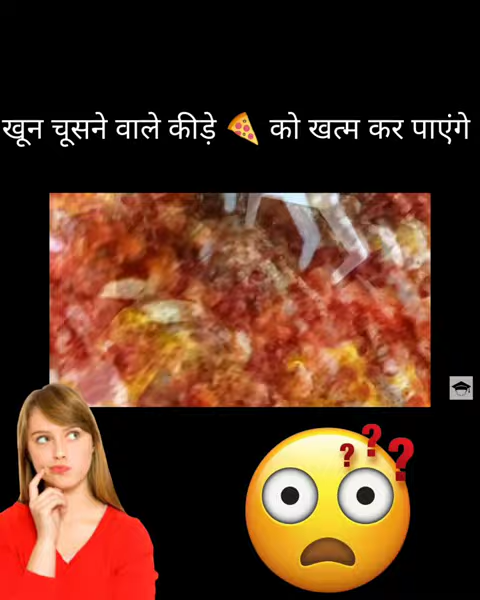 खून चूसने वाले कीड़े 🍕 को खत्म कर पाएंगे
???